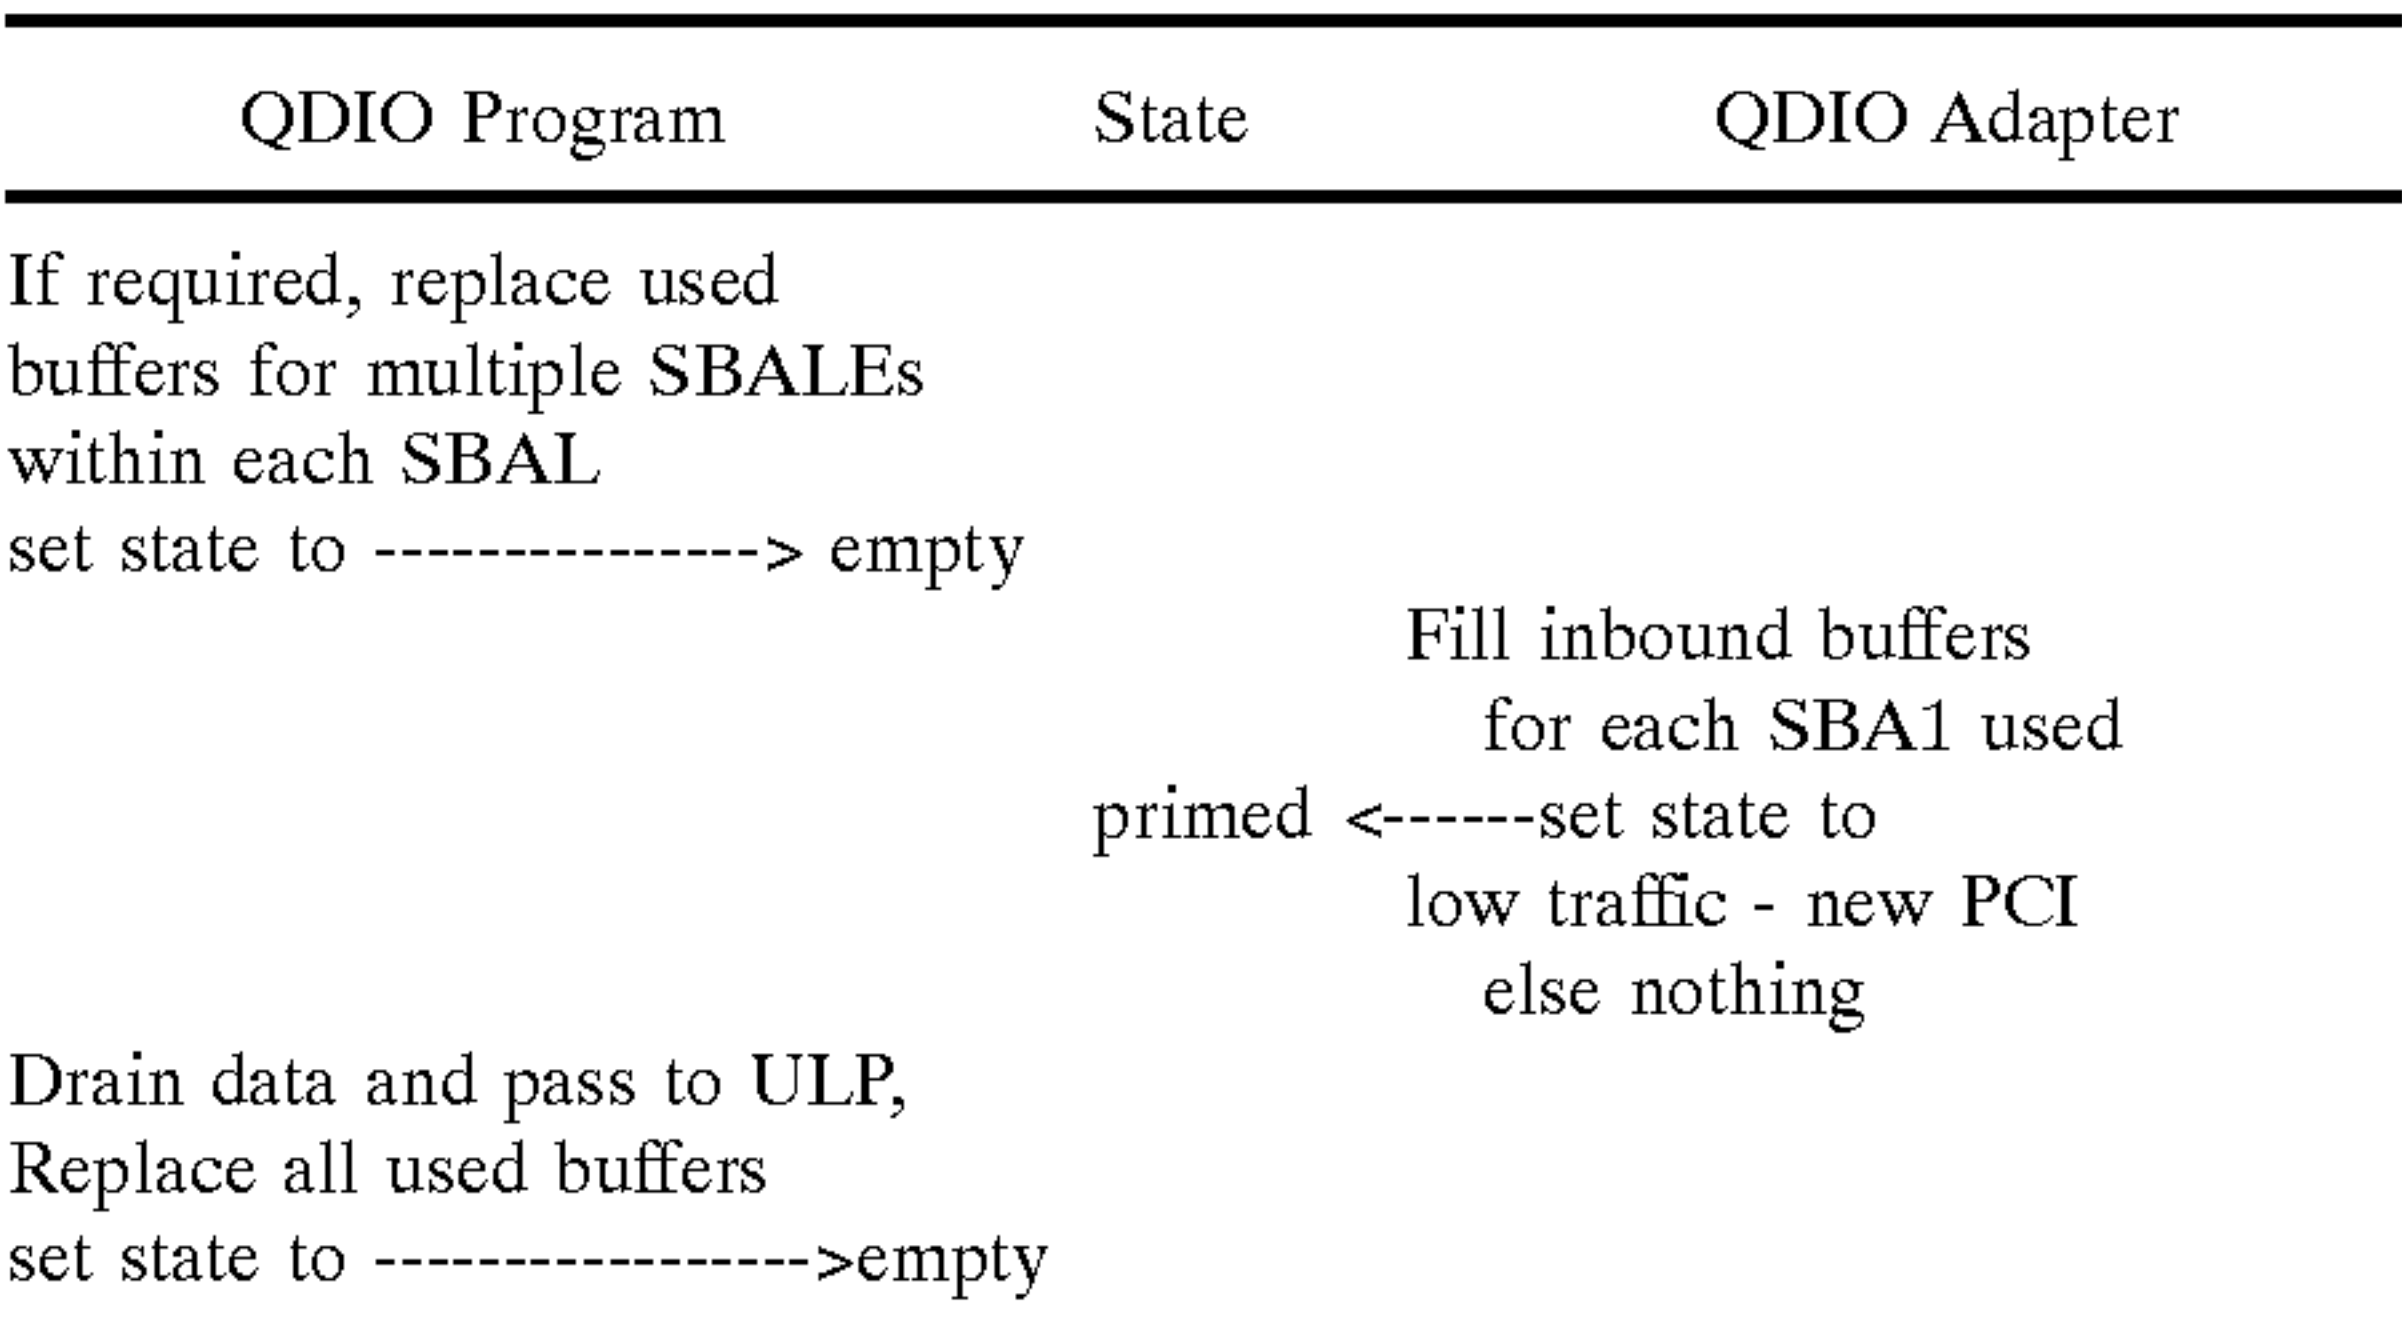 QDIO Program State QDIO Adapter
If required, replace used
buffers for multiple SBALEs
within each SBAL
set state to ---------------> empty
Fill inbound buffers
for each SBA1 used
primed <------set state to
low traffic - new PCI
else nothing
Drain data and pass to ULP,
Replace all used buffers
set state to ----------------->empty